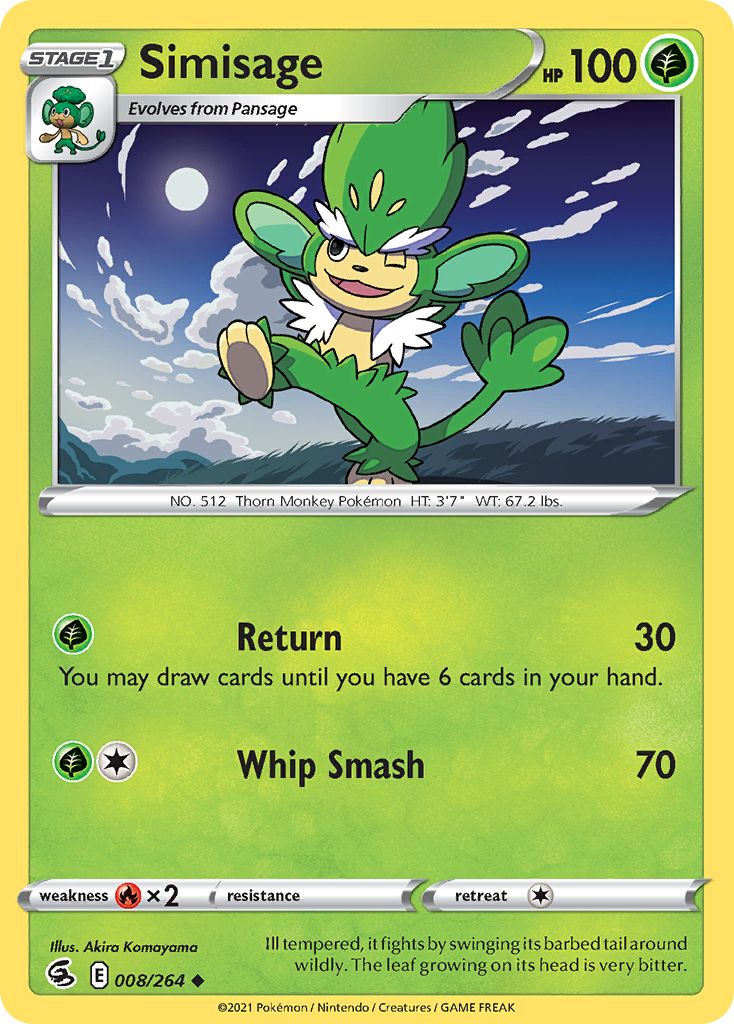 STAGE 1
Simisage
HP 100
Evolves from Pansage
NO. 512 Thorn Monkey Pokémon HT: 3'7" WT: 67.2 lbs.
Return 30
You may draw cards until you have 6 cards in your hand.
Whip Smash 70
weakness ×2 resistance retreat
Illus. Akira Komayama
Ill tempered, it fights by swinging its barbed tail around
wildly. The leaf growing on its head is very bitter.
E 008/264
©2021 Pokémon / Nintendo / Creatures / GAME FREAK